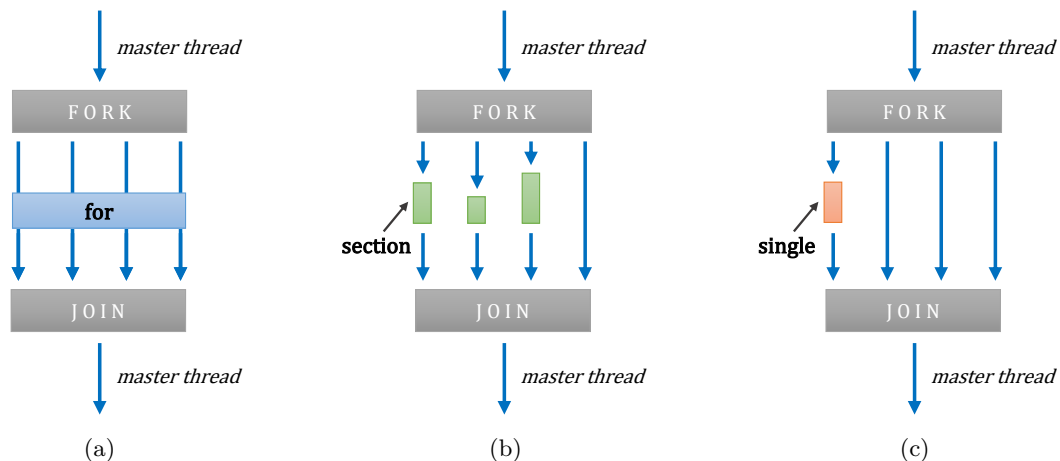 master thread
FORK
for
JOIN
master thread
(a)
master thread
FORK
section
JOIN
master thread
(b)
master thread
FORK
single
JOIN
master thread
(c)